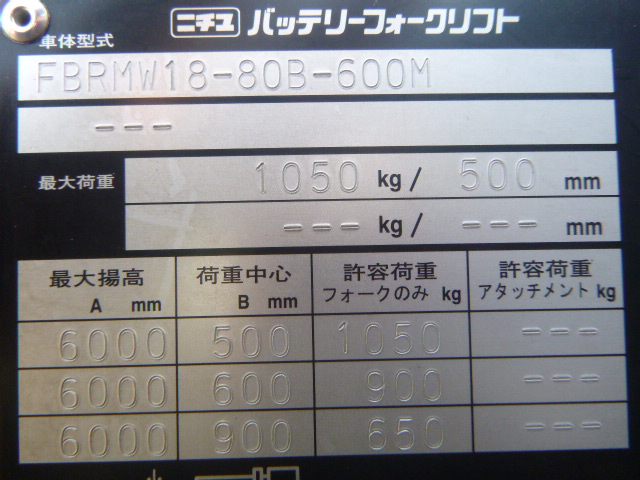 ニチユ バッテリーフォークリフト
車体型式
FBRMW18-80B-600M
---
最大荷重 1050 kg/ 500 mm
--- kg/ --- mm
最大揚高 荷重中心 許容荷重 許容荷重
A mm B mm フォークのみ kg アタッチメント kg
6000 500 1050 ---
6000 600 900 ---
6000 900 650 ---